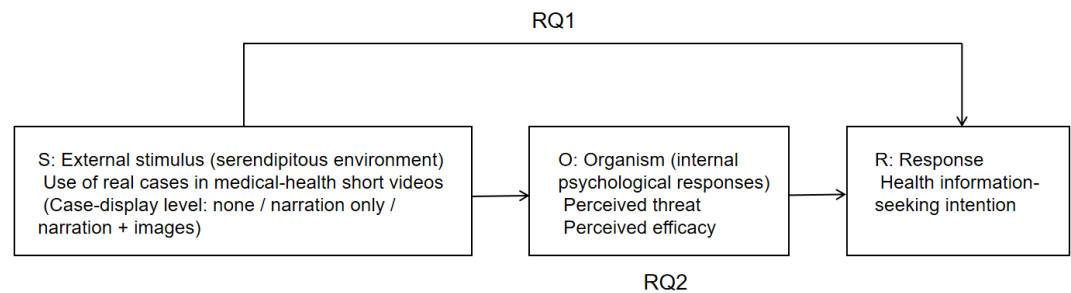 RQ1
S: External stimulus (serendipitous environment)
Use of real cases in medical-health short videos
(Case-display level: none / narration only /
narration + images)
O: Organism (internal
psychological responses)
Perceived threat
Perceived efficacy
R: Response
Health information-
seeking intention
RQ2